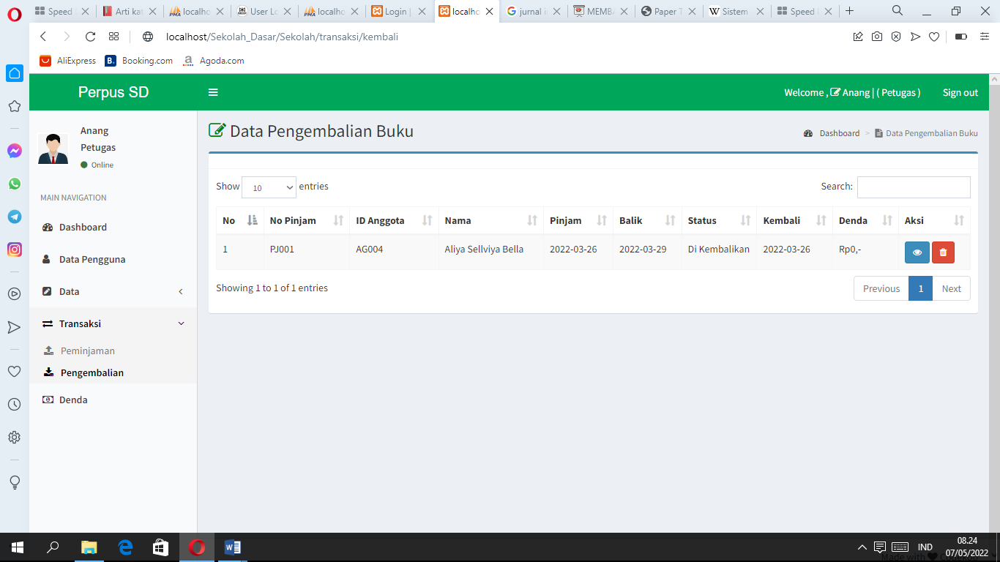 Speed
Arti kat
localho
User Lo
localho
Login |
localho
jurnal i
MEMBA
Paper T
Sistem
Speed
localhost/Sekolah_Dasar/Sekolah/transaksi/kembali
AliExpress
B. Booking.com
a Agoda.com
Perpus SD
Welcome , Anang | ( Petugas )
Sign out
Anang
Petugas
Online
MAIN NAVIGATION
Dashboard
Data Pengguna
Data
Transaksi
Peminjaman
Pengembalian
Denda
Data Pengembalian Buku
Dashboard > Data Pengembalian Buku
Show 10 entries
Search:
No No Pinjam ID Anggota Nama Pinjam Balik Status Kembali Denda Aksi
1 PJ001 AG004 Aliya Sellviya Bella 2022-03-26 2022-03-29 Di Kembalikan 2022-03-26 Rp0,-
Showing 1 to 1 of 1 entries
Previous 1 Next
IND
08.24
07/05/2022
Made with